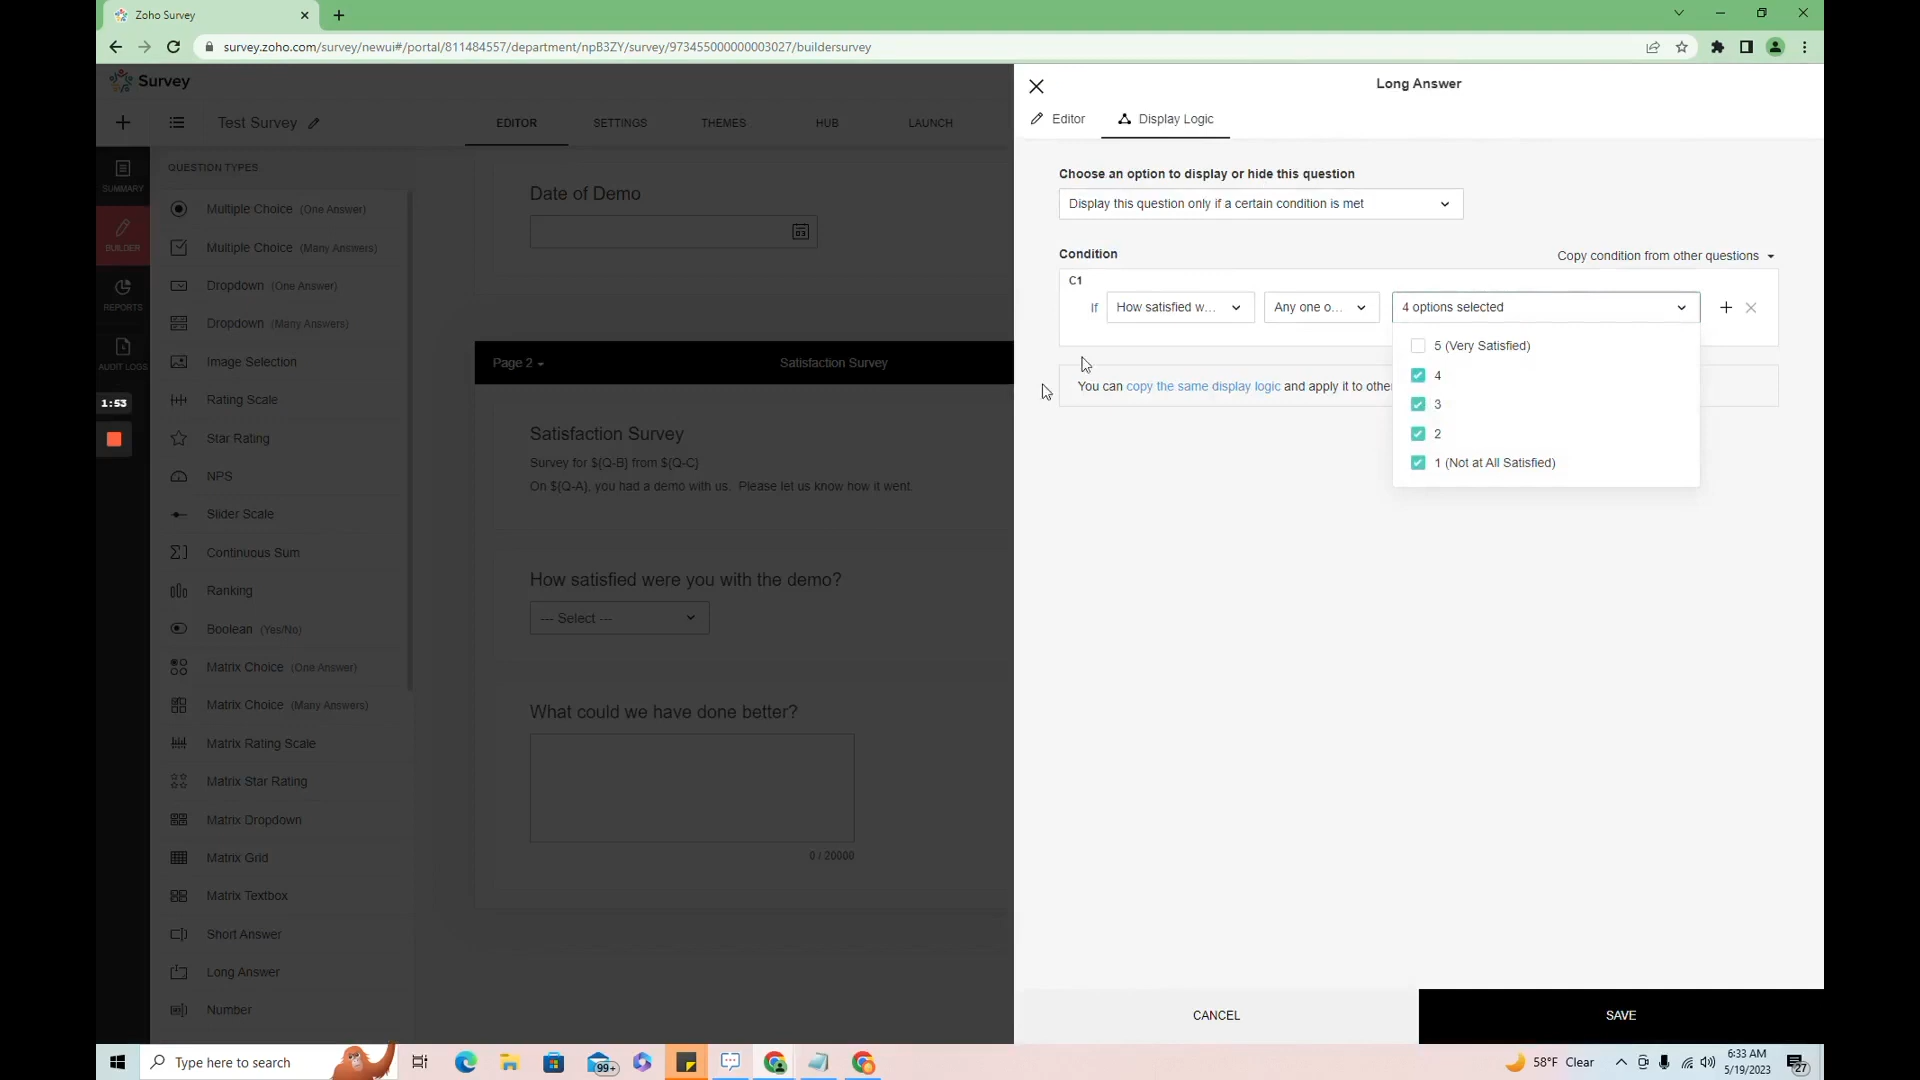 Zoho Survey
survey.zoho.com/survey/newui#/portal/811484557/department/npB3ZY/survey/973455000000003027/buildersurvey
Survey
Test Survey
EDITOR
SETTINGS
THEMES
HUB
LAUNCH
SUMMARY
BUILDER
REPORTS
AUDIT LOGS
1:53
QUESTION TYPES
Multiple Choice (One Answer)
Multiple Choice (Many Answers)
Dropdown (One Answer)
Dropdown (Many Answers)
Image Selection
Rating Scale
Star Rating
NPS
Slider Scale
Continuous Sum
Ranking
Boolean (Yes/No)
Matrix Choice (One Answer)
Matrix Choice (Many Answers)
Matrix Rating Scale
Matrix Star Rating
Matrix Dropdown
Matrix Grid
Matrix Textbox
Short Answer
Long Answer
Number
Date of Demo
Page 2
Satisfaction Survey
Satisfaction Survey
Survey for ${Q-B} from ${Q-C}
On ${Q-A}, you had a demo with us. Please let us know how it went.
How satisfied were you with the demo?
--- Select ---
What could we have done better?
0 / 20000
Long Answer
Editor
Display Logic
Choose an option to display or hide this question
Display this question only if a certain condition is met
Condition
Copy condition from other questions
C1
If
How satisfied w...
Any one o...
4 options selected
5 (Very Satisfied)
4
3
2
1 (Not at All Satisfied)
You can copy the same display logic and apply it to other
CANCEL
SAVE
Type here to search
99+
58°F Clear
6:33 AM
5/19/2023
27